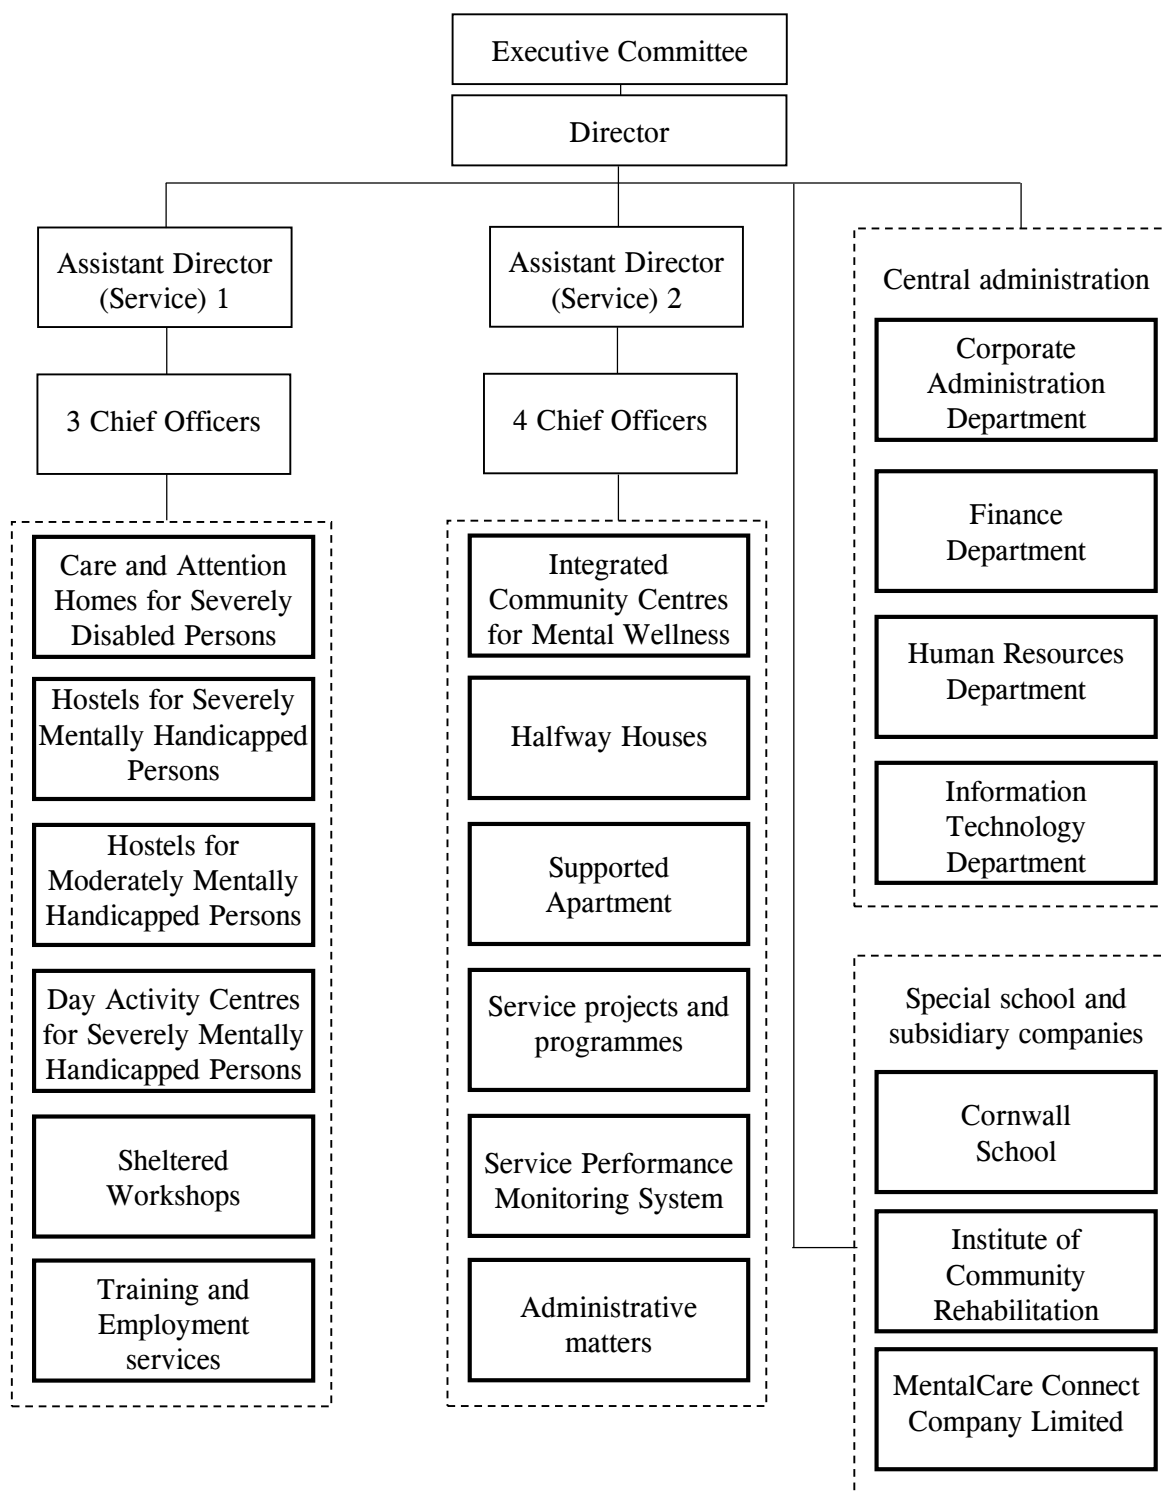 Executive Committee
Director
Assistant Director
(Service) 1
3 Chief Officers
Care and Attention
Homes for Severely
Disabled Persons
Hostels for Severely
Mentally Handicapped
Persons
Hostels for
Moderately Mentally
Handicapped Persons
Day Activity Centres
for Severely Mentally
Handicapped Persons
Sheltered
Workshops
Training and
Employment
services
Assistant Director
(Service) 2
4 Chief Officers
Integrated
Community Centres
for Mental Wellness
Halfway Houses
Supported
Apartment
Service projects and
programmes
Service Performance
Monitoring System
Administrative
matters
Central administration
Corporate
Administration
Department
Finance
Department
Human Resources
Department
Information
Technology
Department
Special school and
subsidiary companies
Cornwall
School
Institute of
Community
Rehabilitation
MentalCare Connect
Company Limited